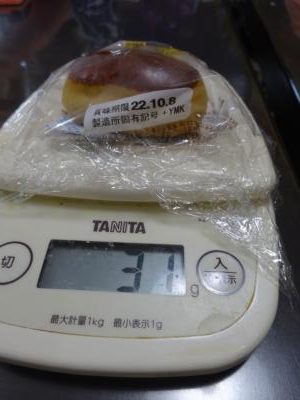 賞味期限 22.10.8
製造所固有記号 + YMK
TANITA
切
31
g
入
最大計量1kg 最小表示1g